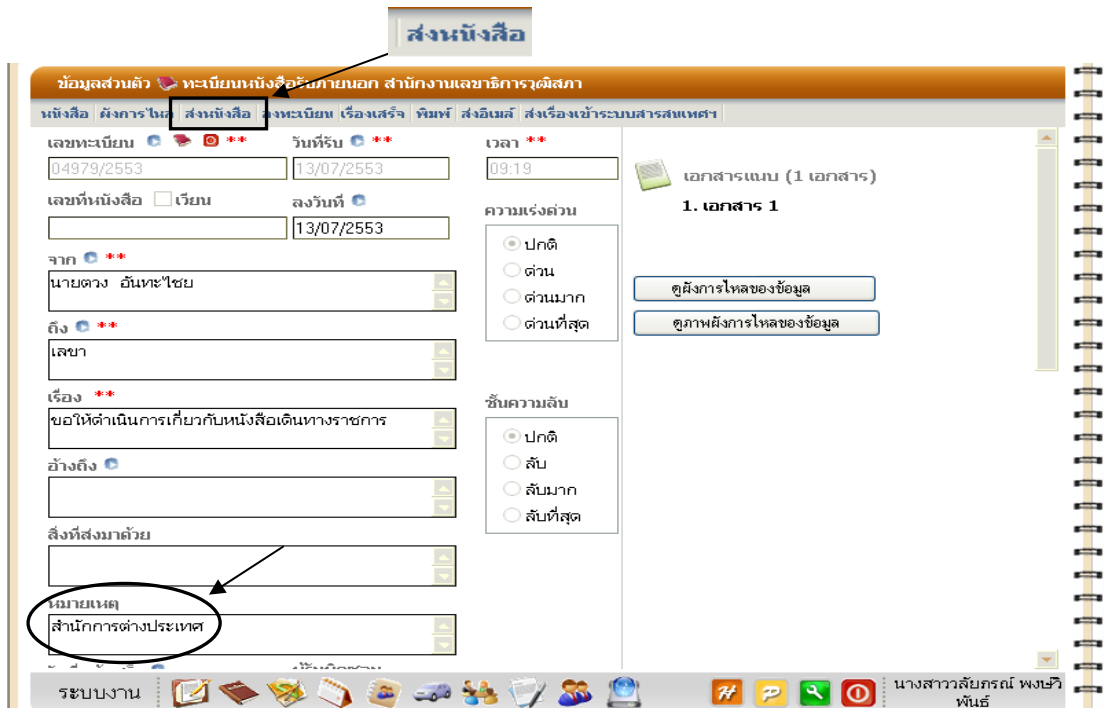 ส่งหนังสือ
ข้อมูลส่วนตัว ทะเบียนหนังสือรับภายนอก สำนักงานเลขาธิการวุฒิสภา
หนังสือ ผังการไหล ส่งหนังสือ ลงทะเบียน เรื่องเสร็จ พิมพ์ ส่งอีเมล์ ส่งเรื่องเข้าระบบสารสนเทศฯ
เลขทะเบียน ** วันที่รับ ** เวลา **
04979/2553 13/07/2553 09:19
เลขที่หนังสือ เวียน ลงวันที่
13/07/2553
จาก **
นายตวง อันทะไชย
ถึง **
เลขา
เรื่อง **
ขอให้ดำเนินการเกี่ยวกับหนังสือเดินทางราชการ
อ้างถึง
สิ่งที่ส่งมาด้วย
หมายเหตุ
สำนักการต่างประเทศ
ความเร่งด่วน
ปกติ
ด่วน
ด่วนมาก
ด่วนที่สุด
ชั้นความลับ
ปกติ
ลับ
ลับมาก
ลับที่สุด
เอกสารแนบ (1 เอกสาร)
1. เอกสาร 1
ดูผังการไหลของข้อมูล
ดูภาพผังการไหลของข้อมูล
ระบบงาน
นางสาววลัยภรณ์ พงษ์วิ
พันธ์